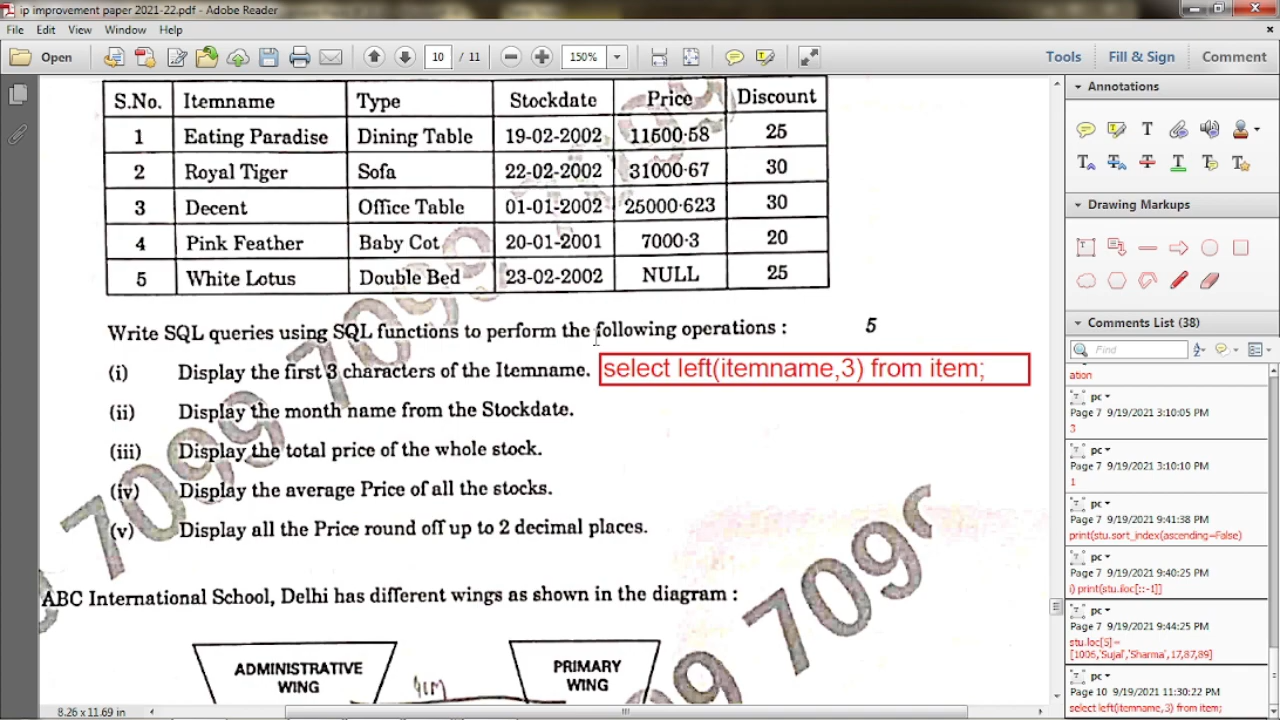 ip improvement paper 2021-22.pdf - Adobe Reader
File Edit View Window Help
Open 10 / 11 150% Tools Fill & Sign Comment
S.No. Itemname Type Stockdate Price Discount
1 Eating Paradise Dining Table 19-02-2002 11500·58 25
2 Royal Tiger Sofa 22-02-2002 31000·67 30
3 Decent Office Table 01-01-2002 25000·623 30
4 Pink Feather Baby Cot 20-01-2001 7000·3 20
5 White Lotus Double Bed 23-02-2002 NULL 25
Write SQL queries using SQL functions to perform the following operations : 5
(i) Display the first 3 characters of the Itemname. select left(itemname,3) from item;
(ii) Display the month name from the Stockdate.
(iii) Display the total price of the whole stock.
(iv) Display the average Price of all the stocks.
(v) Display all the Price round off up to 2 decimal places.
7099 7099
7099
ABC International School, Delhi has different wings as shown in the diagram :
ADMINISTRATIVE
WING
PRIMARY
WING
8.26 x 11.69 in
Annotations
Drawing Markups
Comments List (38)
Find
ation
pc
Page 7 9/19/2021 3:10:05 PM
3
pc
Page 7 9/19/2021 3:10:10 PM
1
pc
Page 7 9/19/2021 9:41:38 PM
print(stu.sort_index(ascending=False)
pc
Page 7 9/19/2021 9:40:25 PM
i) print(stu.iloc[::-1]]
pc
Page 7 9/19/2021 9:44:25 PM
stu.loc[5]=
[1006,'Sujal','Sharma',17,87,89]
pc
Page 10 9/19/2021 11:30:22 PM
select left(itemname,3) from item;